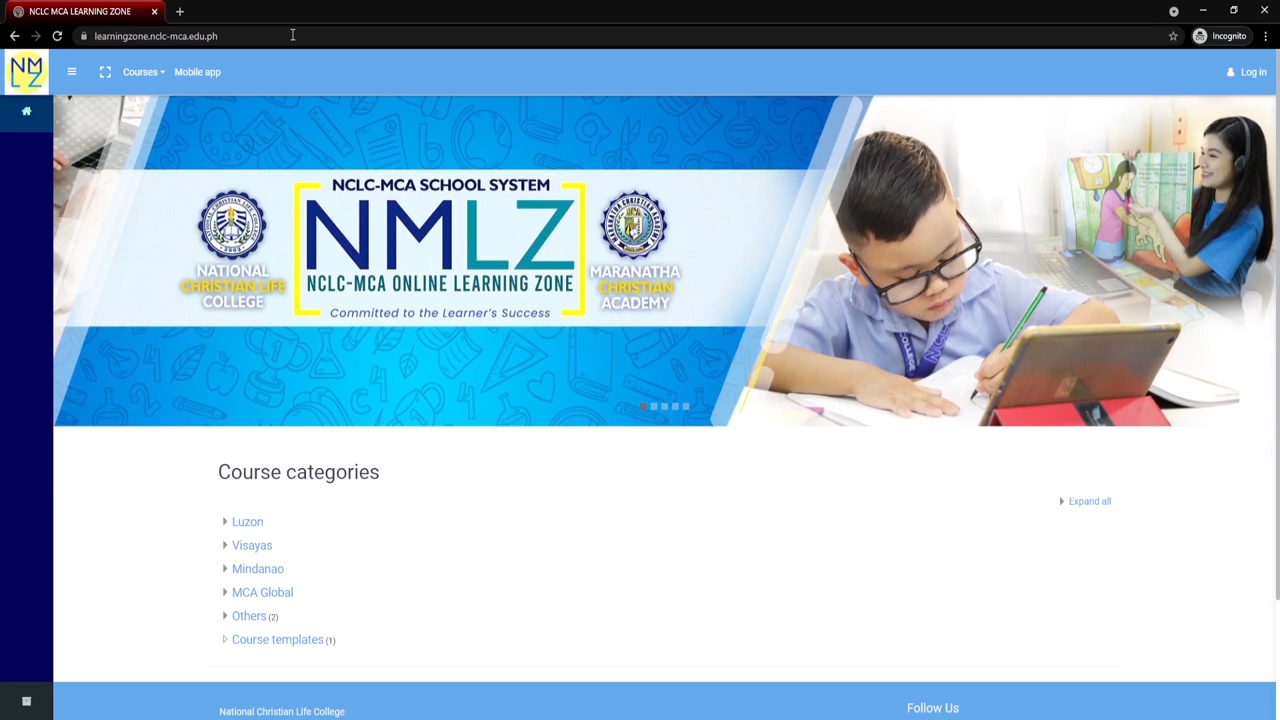 NCLC MCA LEARNING ZONE
learningzone.nclc-mca.edu.ph
Incognito
NM
LZ
Courses
Mobile app
Log in
NCLC-MCA SCHOOL SYSTEM
NMLZ
NCLC-MCA ONLINE LEARNING ZONE
Committed to the Learner's Success
NATIONAL
CHRISTIAN LIFE
COLLEGE
MARANATHA
CHRISTIAN
ACADEMY
Course categories
Expand all
Luzon
Visayas
Mindanao
MCA Global
Others (2)
Course templates (1)
National Christian Life College
Follow Us